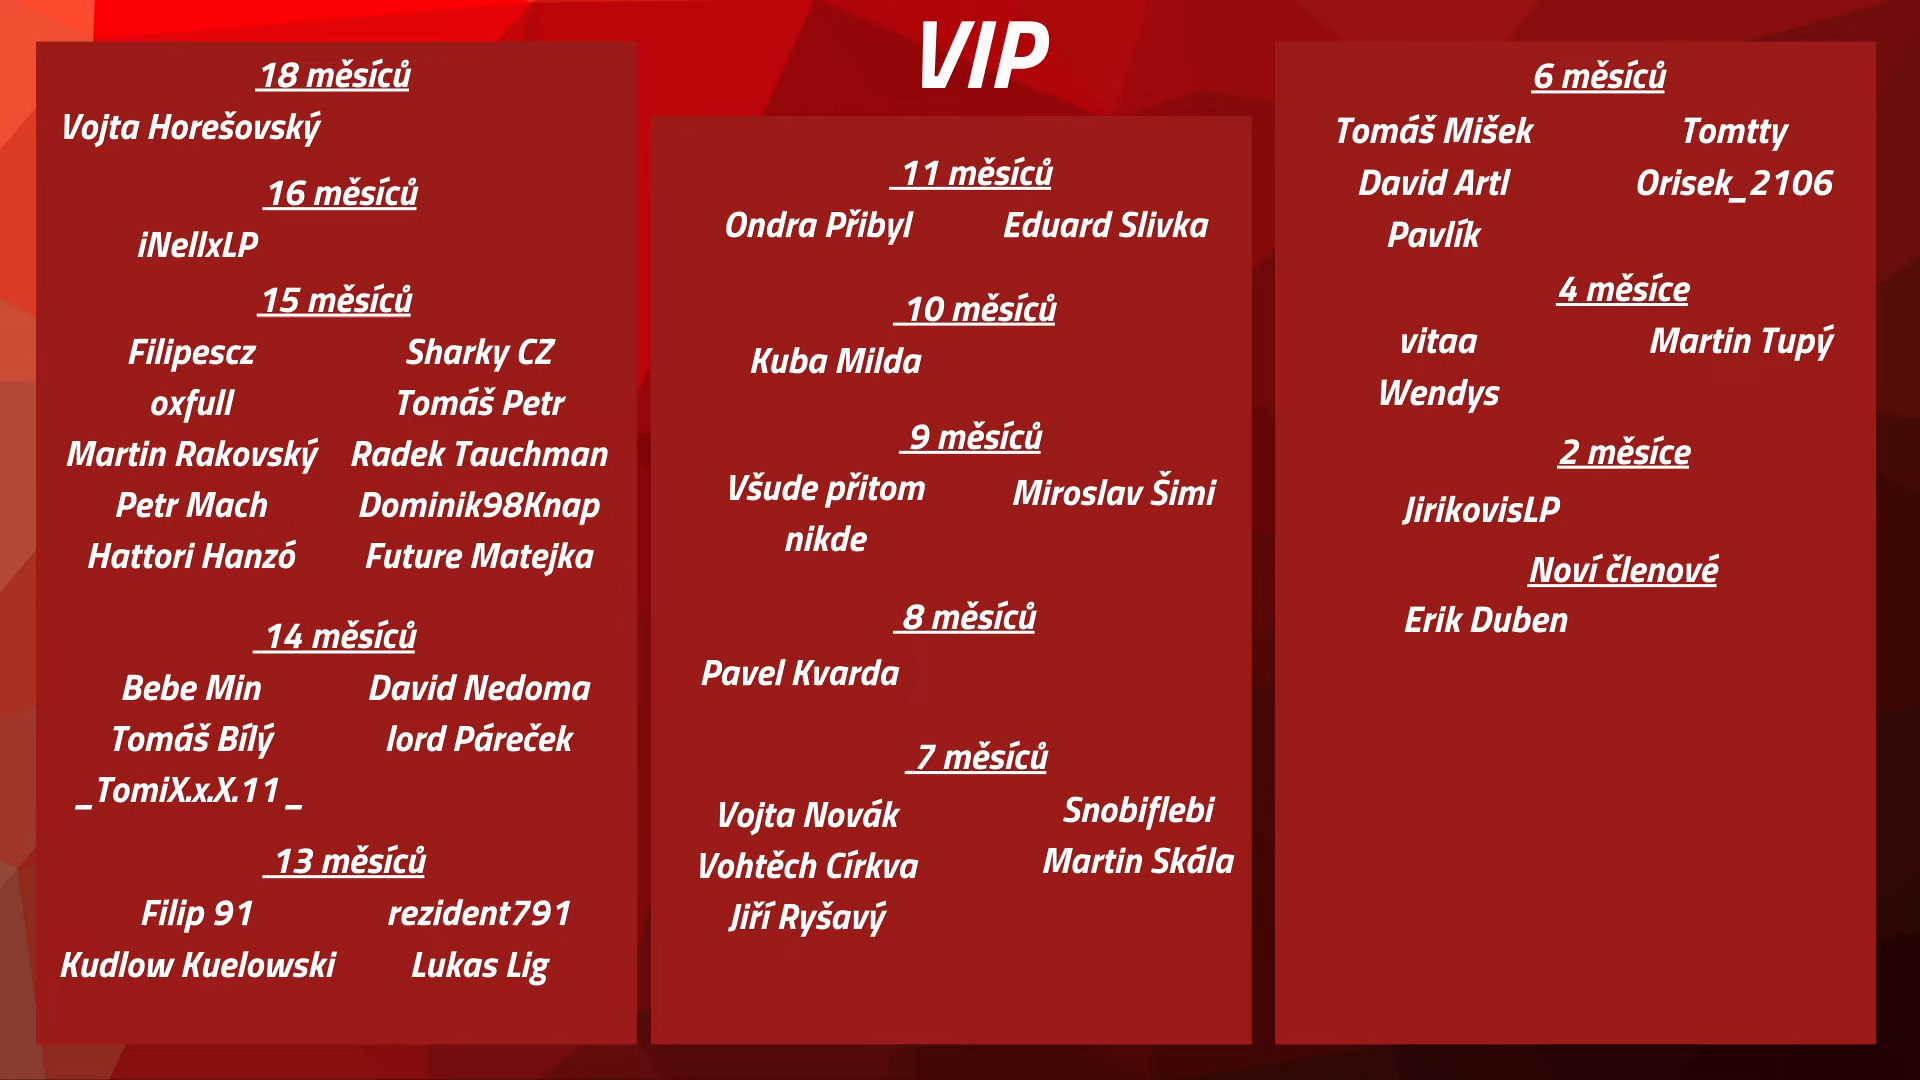 VIP
18 měsíců
Vojta Horešovský
16 měsíců
iNellxLP
15 měsíců
Filipescz
Sharky CZ
oxfull
Tomáš Petr
Martin Rakovský
Radek Tauchman
Petr Mach
Dominik98Knap
Hattori Hanzó
Future Matejka
14 měsíců
Bebe Min
David Nedoma
Tomáš Bílý
lord Páreček
_TomiX.x.X.11_
13 měsíců
Filip 91
rezident791
Kudlow Kuelowski
Lukas Lig
11 měsíců
Ondra Přibyl
Eduard Slivka
10 měsíců
Kuba Milda
9 měsíců
Všude přitom
nikde
Miroslav Šimi
8 měsíců
Pavel Kvarda
7 měsíců
Vojta Novák
Snobiflebi
Vohtěch Církva
Martin Skála
Jiří Ryšavý
6 měsíců
Tomáš Mišek
Tomtty
David Artl
Orisek_2106
Pavlík
4 měsíce
vitaa
Martin Tupý
Wendys
2 měsíce
JirikovisLP
Noví členové
Erik Duben